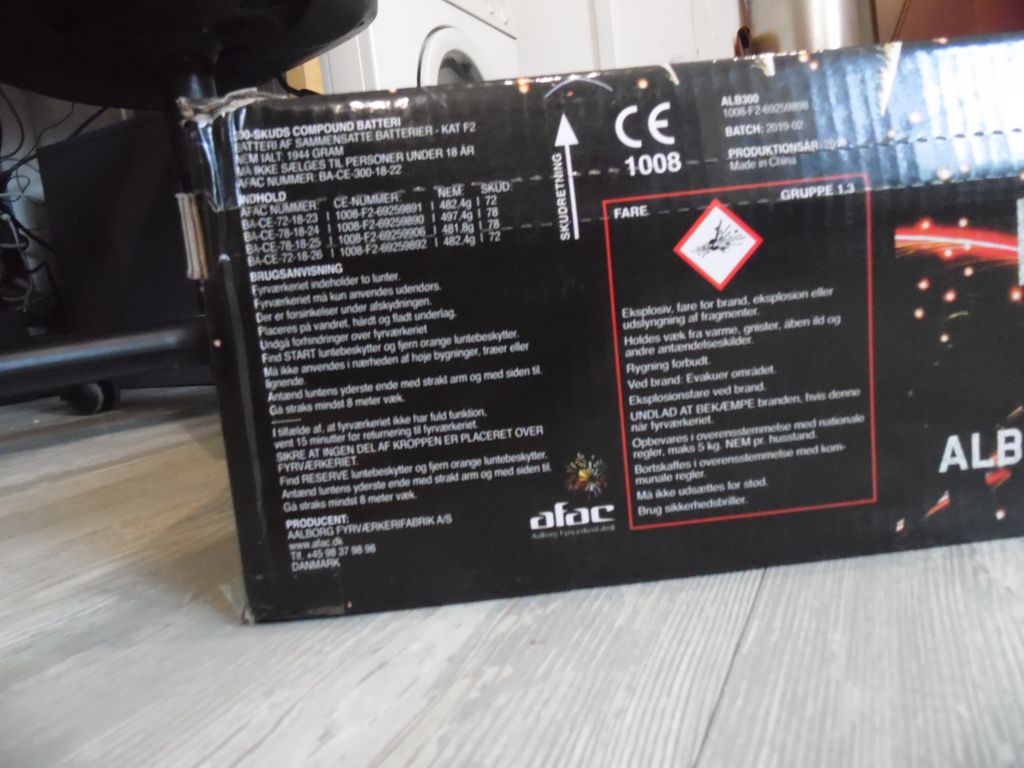 -SKUDS COMPOUND BATTERI
BATTERI AF SAMMENSATTE BATTERIER - KAT F2
NEM IALT: 1944 GRAM
MÅ IKKE SÆLGES TIL PERSONER UNDER 18 ÅR
AFAC NUMMER: BA-CE-300-18-22
INDHOLD
AFAC NUMMER: CE-NUMMER: NEM: SKUD:
BA-CE-72-18-23 | 1008-F2-69259891 | 482,4g | 72
BA-CE-78-18-24 | 1008-F2-69259890 | 497,4g | 78
BA-CE-78-18-25 | 1008-F2-69259906 | 481,8g | 78
BA-CE-72-18-26 | 1008-F2-69259892 | 482,4g | 72
BRUGSANVISNING
Fyrværkeriet indeholder to lunter.
Fyrværkeriet må kun anvendes udendørs.
Der er forsinkelser under afskydningen.
Placeres på vandret, hårdt og fladt underlag.
Undgå forhindringer over fyrværkeriet
Find START luntebeskytter og fjern orange luntebeskytter.
Må ikke anvendes i nærheden af høje bygninger, træer eller
lignende.
Antænd luntens yderste ende med strakt arm og med siden til.
Gå straks mindst 8 meter væk.
I tilfælde af, at fyrværkeriet ikke har fuld funktion,
vent 15 minutter for returnering til fyrværkeriet.
SIKRE AT INGEN DEL AF KROPPEN ER PLACERET OVER
FYRVÆRKERIET.
Find RESERVE luntebeskytter og fjern orange luntebeskytter.
Antænd luntens yderste ende med strakt arm og med siden til.
Gå straks mindst 8 meter væk.
PRODUCENT:
AALBORG FYRVÆRKERIFABRIK A/S
www.afac.dk
Tlf. +45 98 37 98 98
DANMARK
afac
Aalborg Fyrværkerifabrik
SKUDRETNING
CE
1008
ALB300
1008-F2-69259808
BATCH: 2019-02
PRODUKTIONSÅR:
Made in China
FARE GRUPPE 1.3
Eksplosiv, fare for brand, eksplosion eller
udslyngning af fragmenter.
Holdes væk fra varme, gnister, åben ild og
andre antændelseskilder.
Rygning forbudt.
Ved brand: Evakuer området.
Eksplosionsfare ved brand.
UNDLAD AT BEKÆMPE branden, hvis denne
når fyrværkeriet.
Opbevares i overensstemmelse med nationale
regler, maks 5 kg. NEM pr. husstand.
Bortskaffes i overensstemmelse med kom-
munale regler.
Må ikke udsættes for stød.
Brug sikkerhedsbriller.
ALB